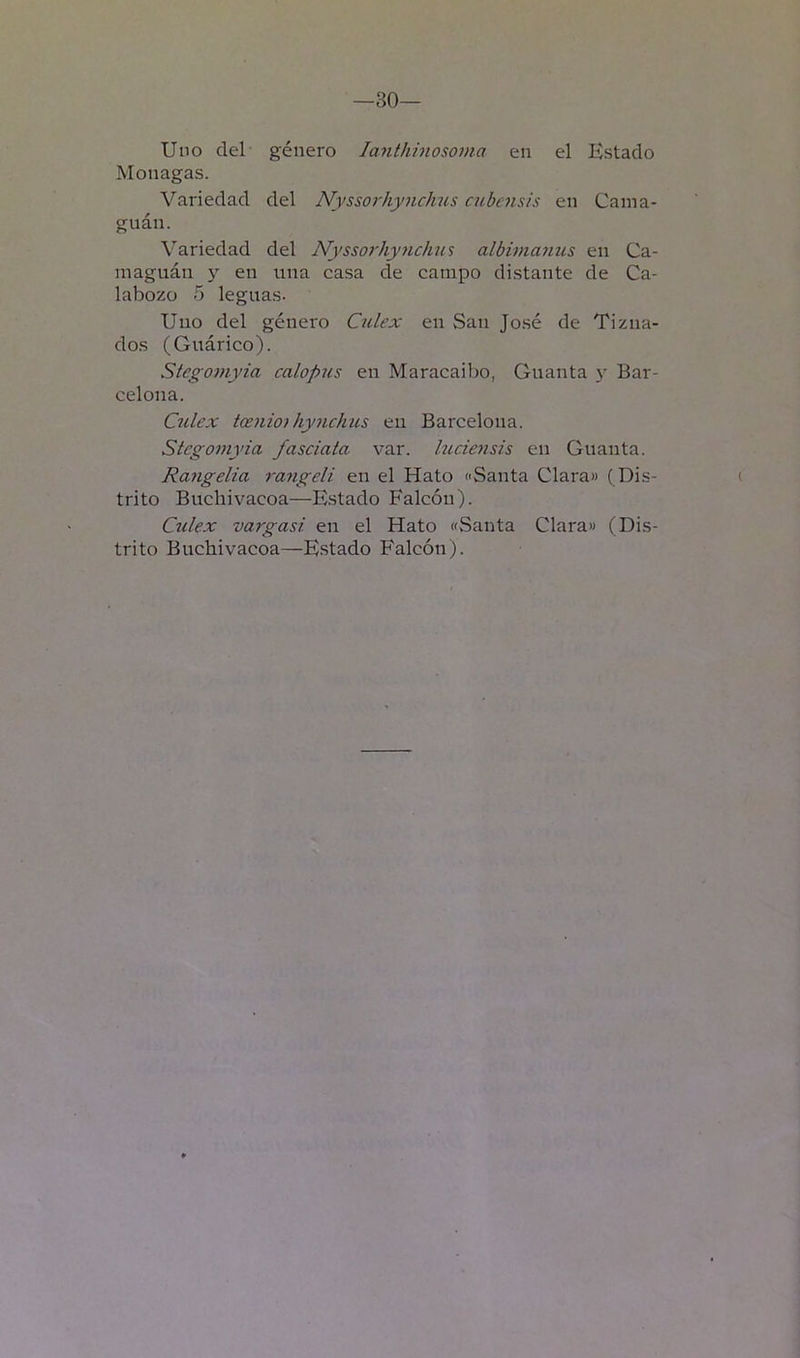 —30—
Uno del género Ianthinosoma en el Estado
Monagas.
Variedad del Nyssorhynchus cubensis en Cama-
guán.
Variedad del Nyssorhynchus albimanus en Ca-
maguán y en una casa de campo distante de Ca-
labozo 5 leguas.
Uno del género Culex en San José de Tizna-
dos (Guárico).
Stegomyia calopus en Maracaibo, Guanta y Bar-
celona.
Culex tœniorhynchus en Barcelona.
Stegomyia fasciata var. luciensis en Guanta.
Rangelia rangeli en el Hato «Santa Clara» (Dis-
trito Buchivacoa—Estado Falcón).
Culex vargasi en el Hato «Santa Clara» (Dis-
trito Buchivacoa—Estado Falcón).